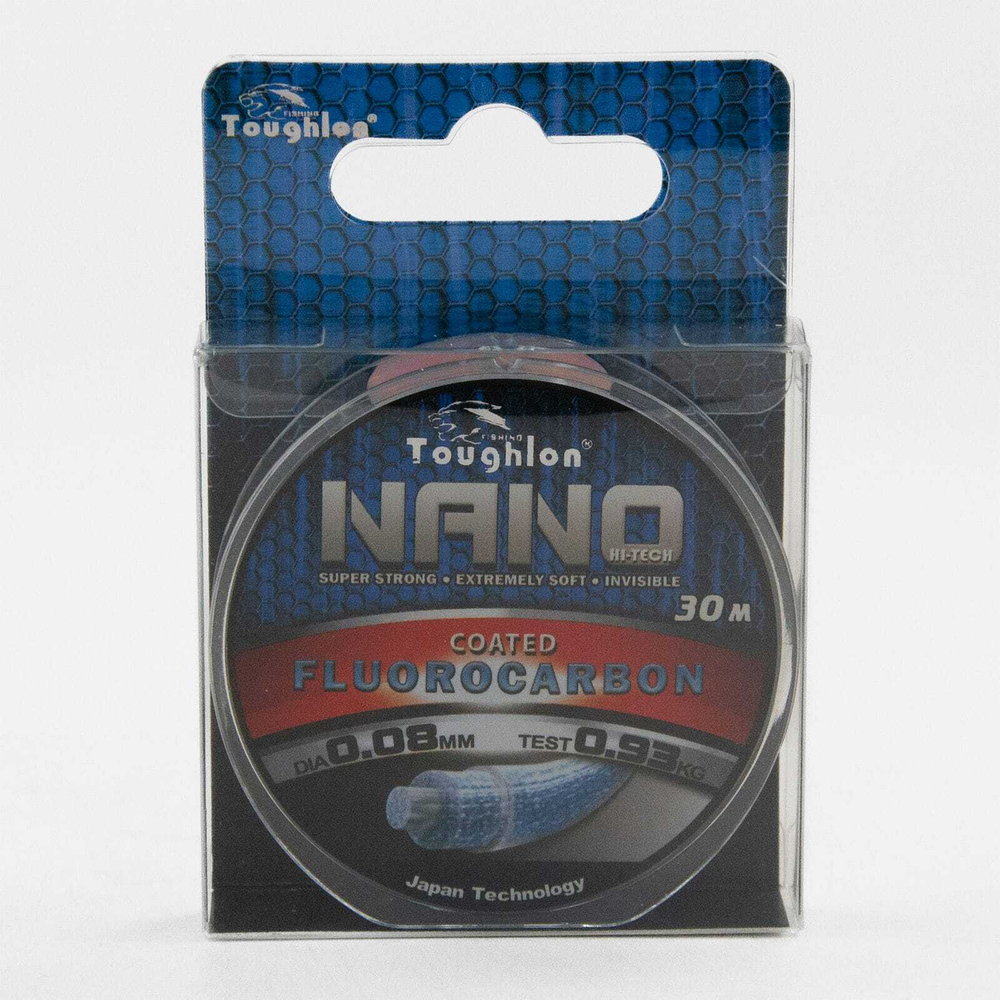 FISHING
Toughlon®
FISHING
Toughlon®
NANO
HI-TECH
SUPER STRONG • EXTREMELY SOFT • INVISIBLE
30 M
COATED
FLUOROCARBON
DIA 0.08 MM TEST 0.93 KG
Japan Technology